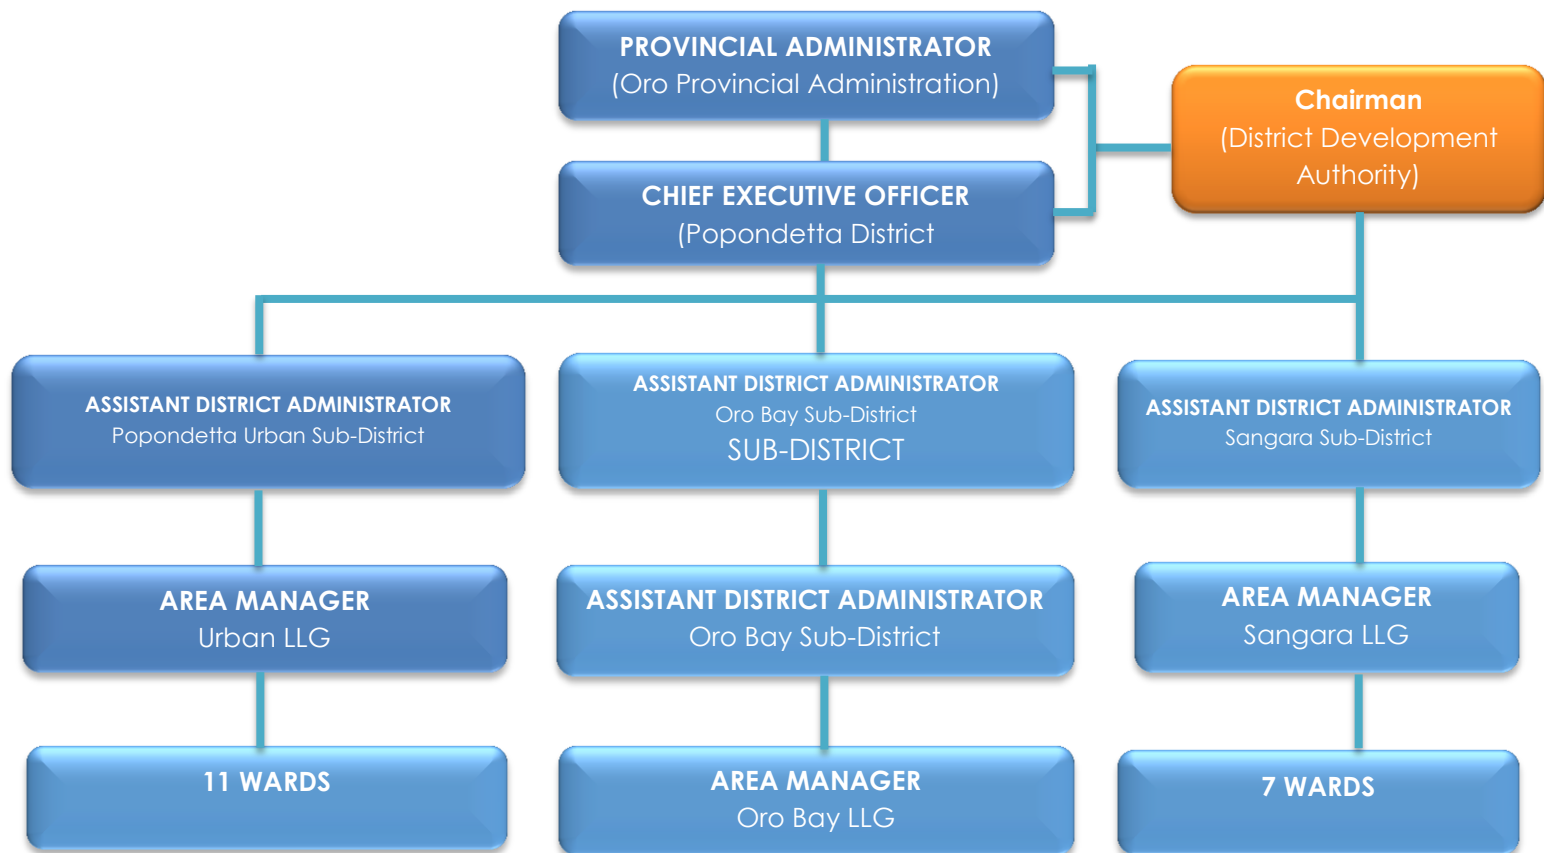 PROVINCIAL ADMINISTRATOR
(Oro Provincial Administration)
Chairman
(District Development
Authority)
CHIEF EXECUTIVE OFFICER
(Popondetta District
ASSISTANT DISTRICT ADMINISTRATOR
Popondetta Urban Sub-District
ASSISTANT DISTRICT ADMINISTRATOR
Oro Bay Sub-District
SUB-DISTRICT
ASSISTANT DISTRICT ADMINISTRATOR
Sangara Sub-District
AREA MANAGER
Urban LLG
ASSISTANT DISTRICT ADMINISTRATOR
Oro Bay Sub-District
AREA MANAGER
Sangara LLG
11 WARDS
AREA MANAGER
Oro Bay LLG
7 WARDS